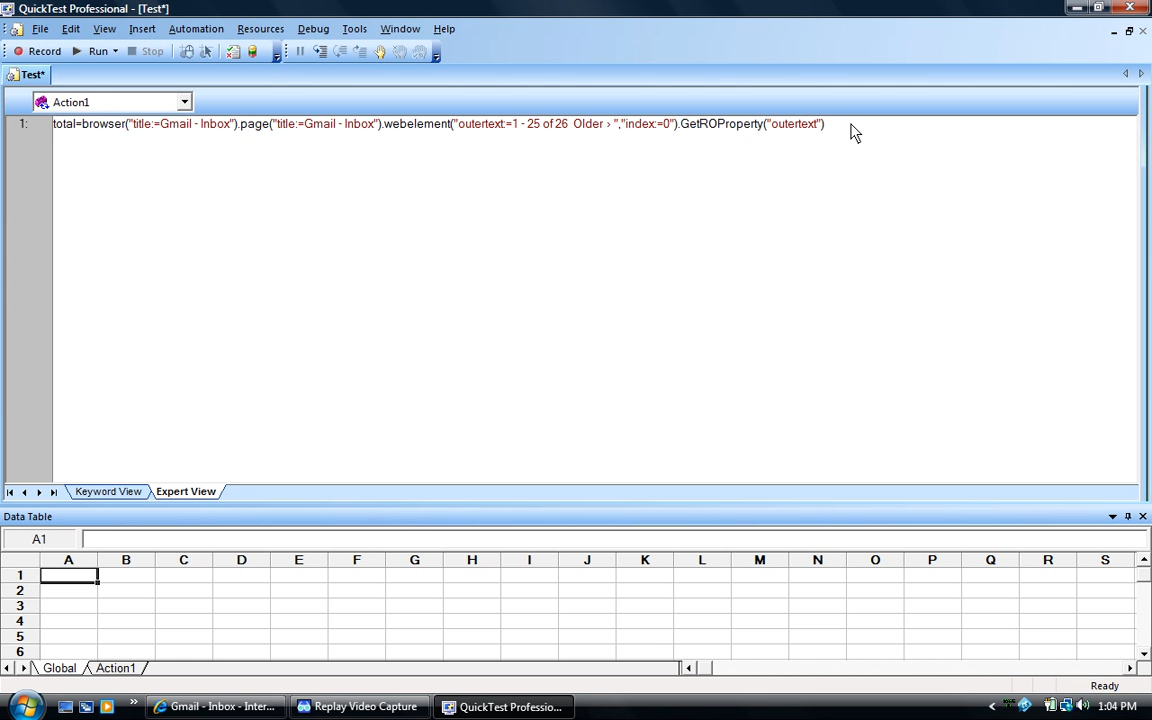 QuickTest Professional - [Test*]
File Edit View Insert Automation Resources Debug Tools Window Help
Record Run Stop
Test*
Action1
1: total=browser("title:=Gmail - Inbox").page("title:=Gmail - Inbox").webelement("outertext:=1 - 25 of 26  Older › ","index:=0").GetROProperty("outertext")
Keyword View Expert View
Data Table
A1
A B C D E F G H I J K L M N O P Q R S
1
2
3
4
5
6
Global Action1
Ready
» Gmail - Inbox - Inter... Replay Video Capture QuickTest Professio... < 1:04 PM